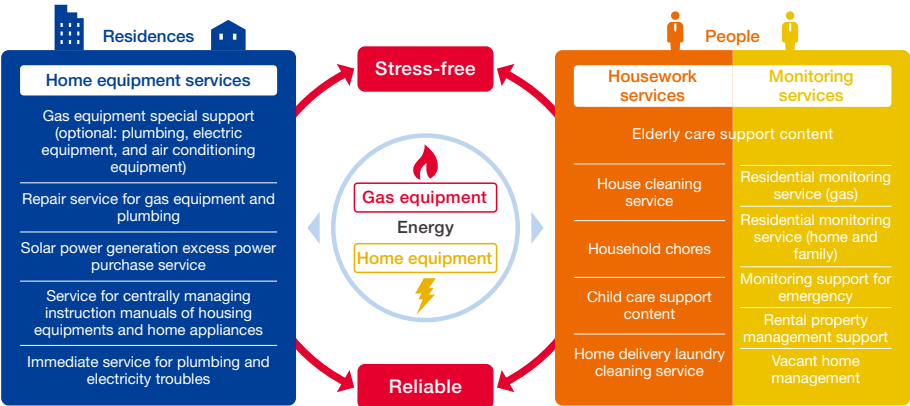 Residences
Home equipment services
Gas equipment special support
(optional: plumbing, electric
equipment, and air conditioning
equipment)
Repair service for gas equipment and
plumbing
Solar power generation excess power
purchase service
Service for centrally managing
instruction manuals of housing
equipments and home appliances
Immediate service for plumbing and
electricity troubles
Stress-free
Gas equipment
Energy
Home equipment
Reliable
People
Housework
services
Monitoring
services
Elderly care support content
House cleaning
service
Household chores
Child care support
content
Home delivery laundry
cleaning service
Residential monitoring
service (gas)
Residential monitoring
service (home and
family)
Monitoring support for
emergency
Rental property
management support
Vacant home
management